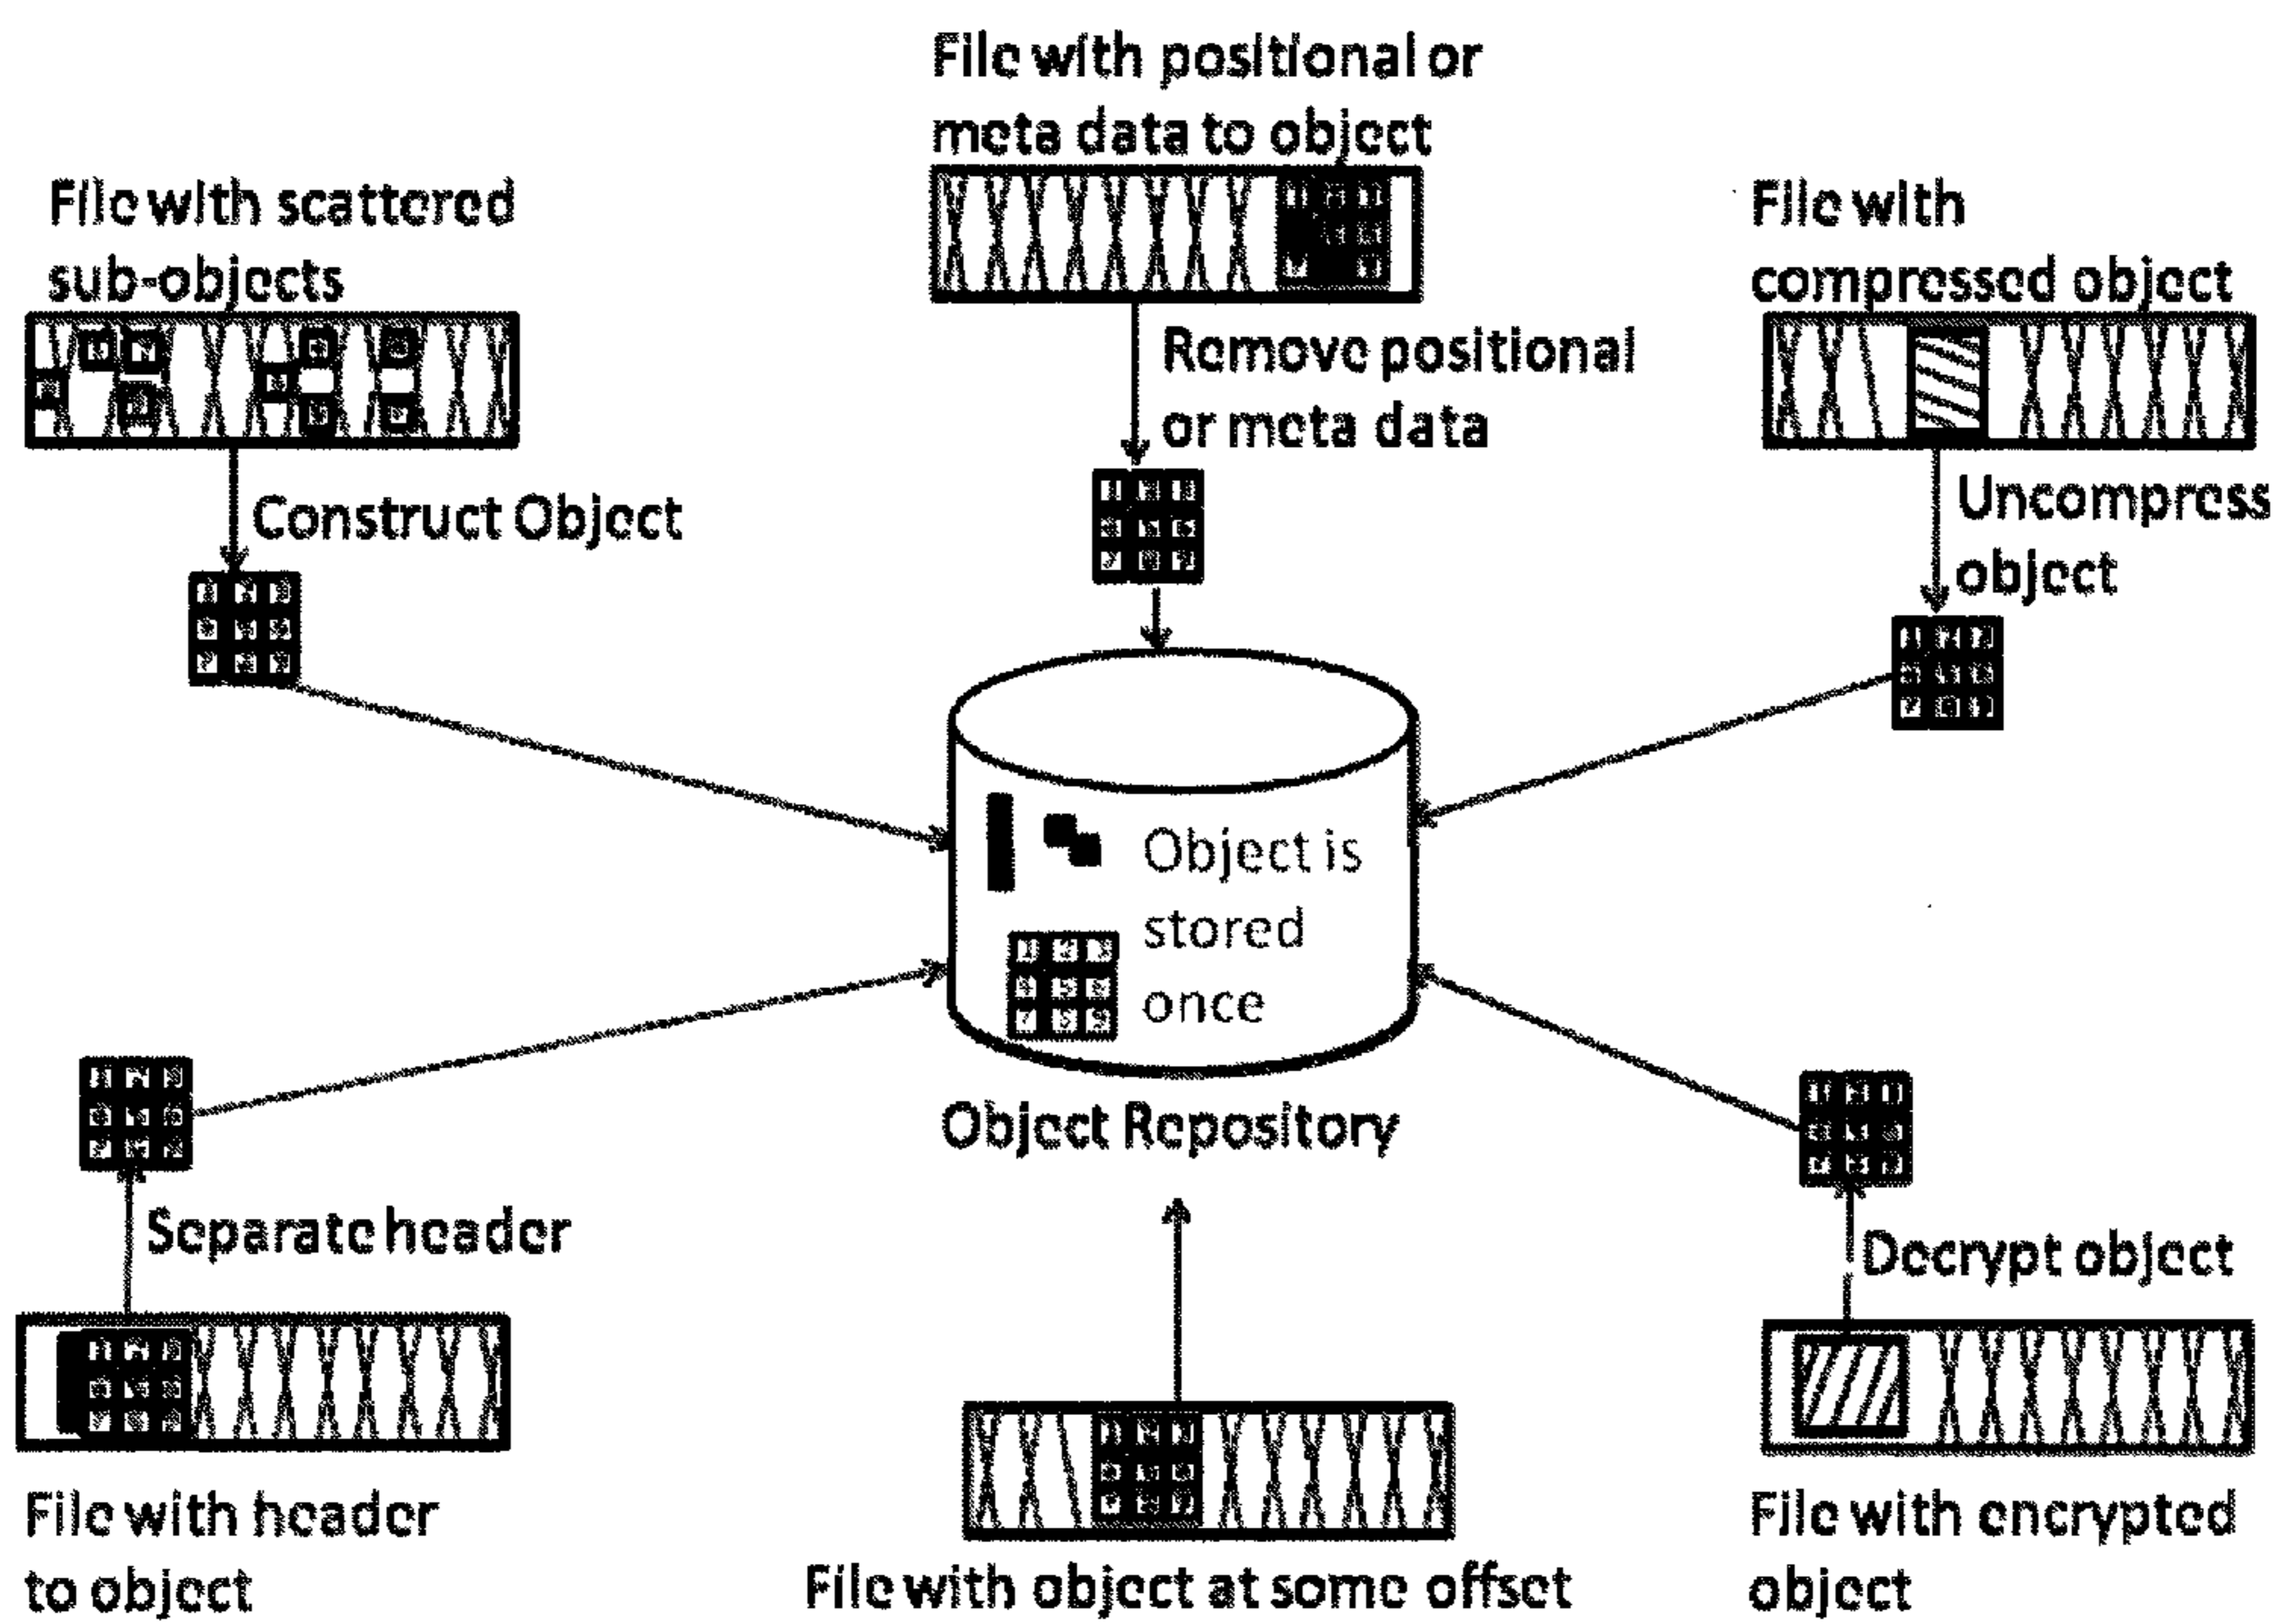 File with positional or
meta data to object
File with scattered
sub-objects
File with
compressed object
Remove positional
or meta data
Construct Object
Uncompress
object
Object is
stored
once
Object Repository
Separate header
Decrypt object
File with header
to object
File with object at some offset
File with encrypted
object